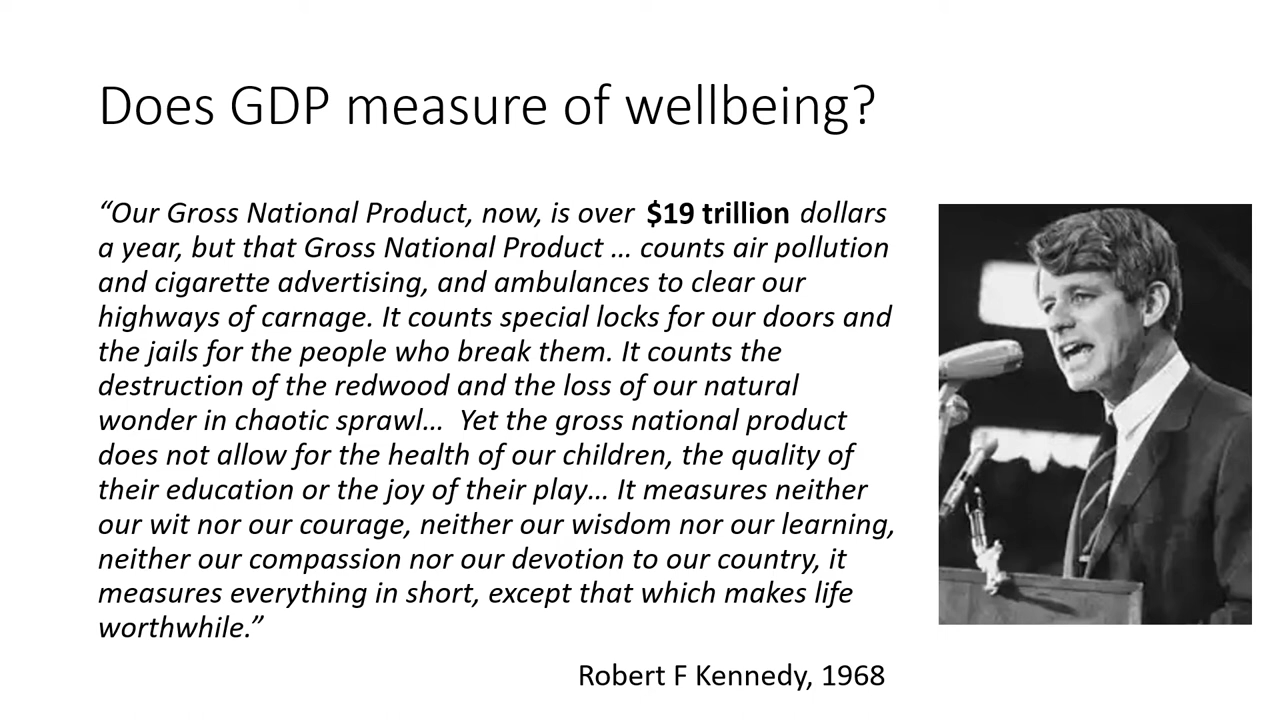 Does GDP measure of wellbeing?
“Our Gross National Product, now, is over $19 trillion dollars
a year, but that Gross National Product … counts air pollution
and cigarette advertising, and ambulances to clear our
highways of carnage. It counts special locks for our doors and
the jails for the people who break them. It counts the
destruction of the redwood and the loss of our natural
wonder in chaotic sprawl…  Yet the gross national product
does not allow for the health of our children, the quality of
their education or the joy of their play… It measures neither
our wit nor our courage, neither our wisdom nor our learning,
neither our compassion nor our devotion to our country, it
measures everything in short, except that which makes life
worthwhile.”
Robert F Kennedy, 1968